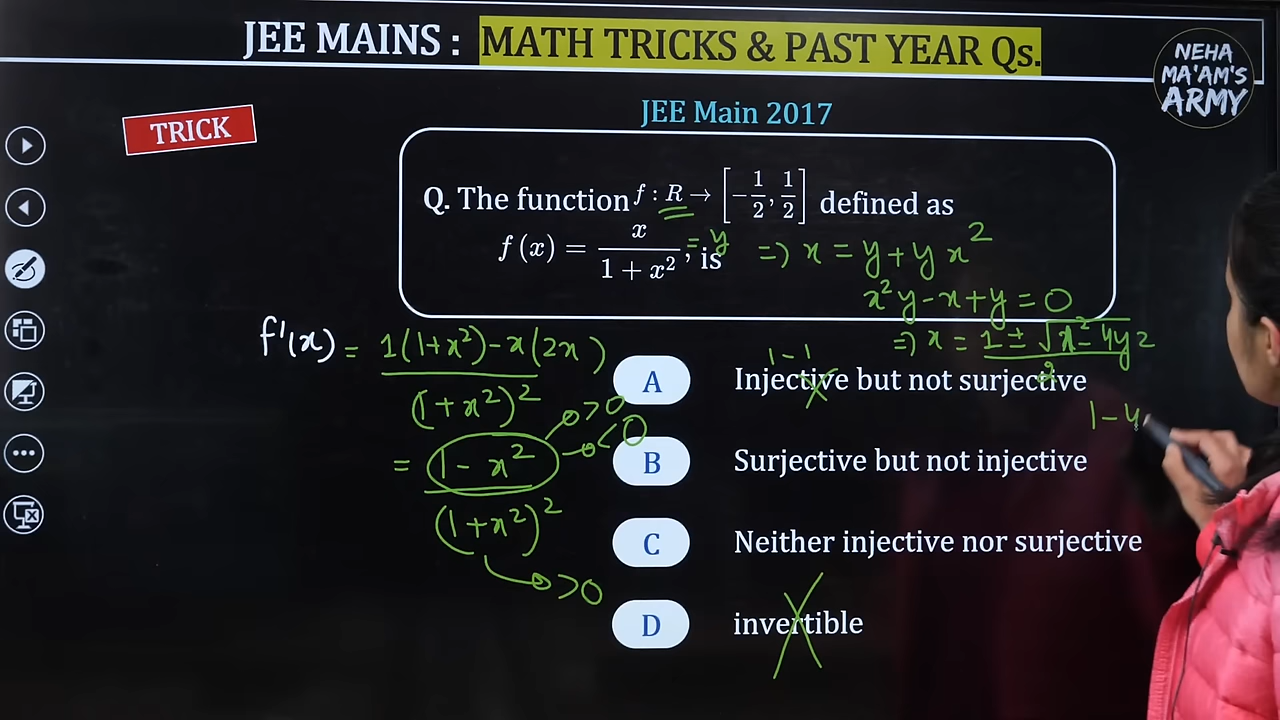 JEE MAINS : MATH TRICKS & PAST YEAR Qs.
NEHA
MA'AM'S
ARMY
TRICK
JEE Main 2017
Q. The function f : R → [-1/2, 1/2] defined as
f(x) = x/(1 + x²), is = y ⇒ x = y + y x²
x²y - x + y = 0
⇒ x = 1 ±
f'(x) = 1(1+x²) - x(2x)
(1+x²)²
= 1 - x² >0 <0
(1+x²)²
>0
1 - 1
A Injective but not surjective
1 - 4
B Surjective but not injective
C Neither injective nor surjective
D invertible